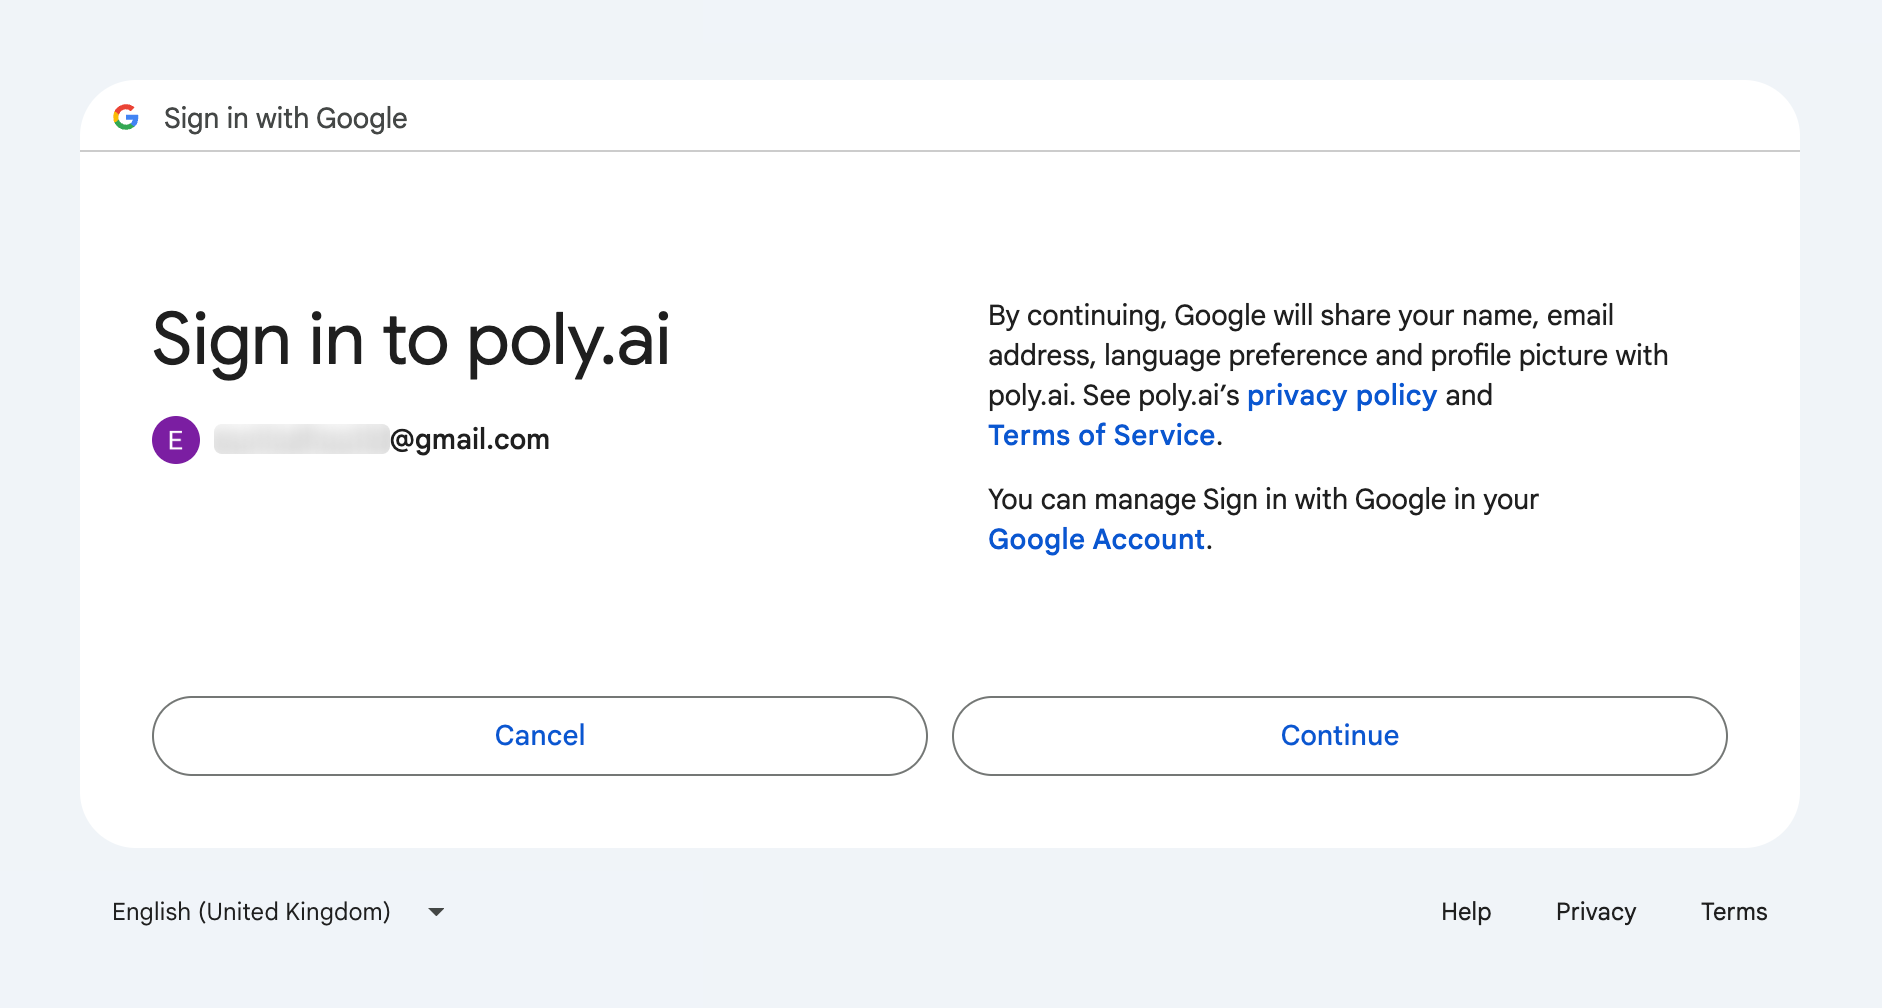 Sign in with Google
Sign in to poly.ai
E
@gmail.com
By continuing, Google will share your name, email
address, language preference and profile picture with
poly.ai. See poly.ai’s privacy policy and
Terms of Service.
You can manage Sign in with Google in your
Google Account.
Cancel
Continue
English (United Kingdom)
Help
Privacy
Terms